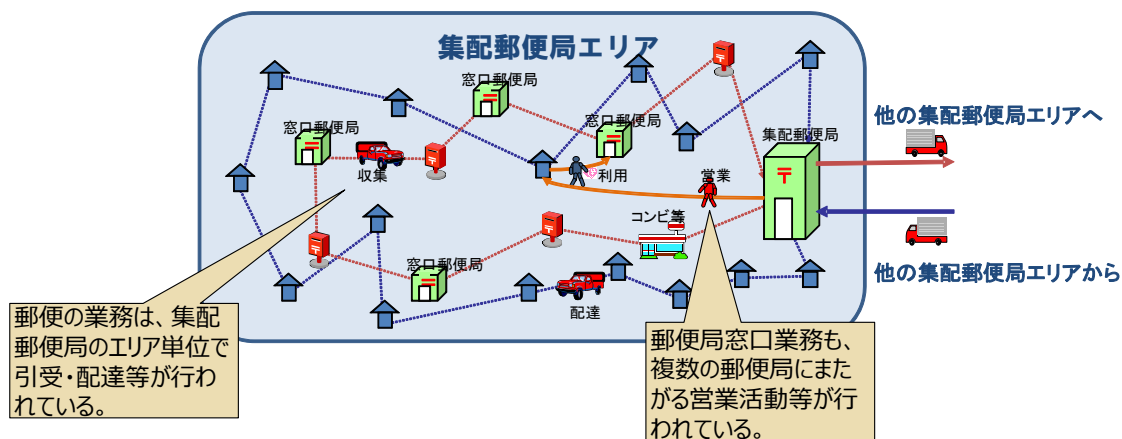 集配郵便局エリア
窓口郵便局
窓口郵便局
窓口郵便局
集配郵便局
他の集配郵便局エリアへ
収集
利用
営業
コンビ等
窓口郵便局
配達
他の集配郵便局エリアから
郵便の業務は、集配
郵便局のエリア単位で
引受・配達等が行わ
れている。
郵便局窓口業務も、
複数の郵便局にまた
がる営業活動等が行
われている。